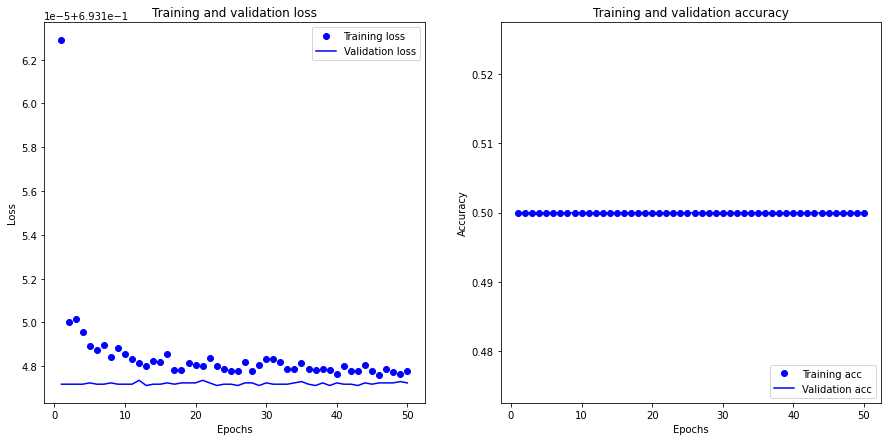 Training and validation loss
1e−5+6.931e−1
Training loss
Validation loss
6.2
6.0
5.8
5.6
5.4
5.2
5.0
4.8
Loss
0 10 20 30 40 50
Epochs
Training and validation accuracy
0.52
0.51
0.50
0.49
0.48
Accuracy
Training acc
Validation acc
0 10 20 30 40 50
Epochs